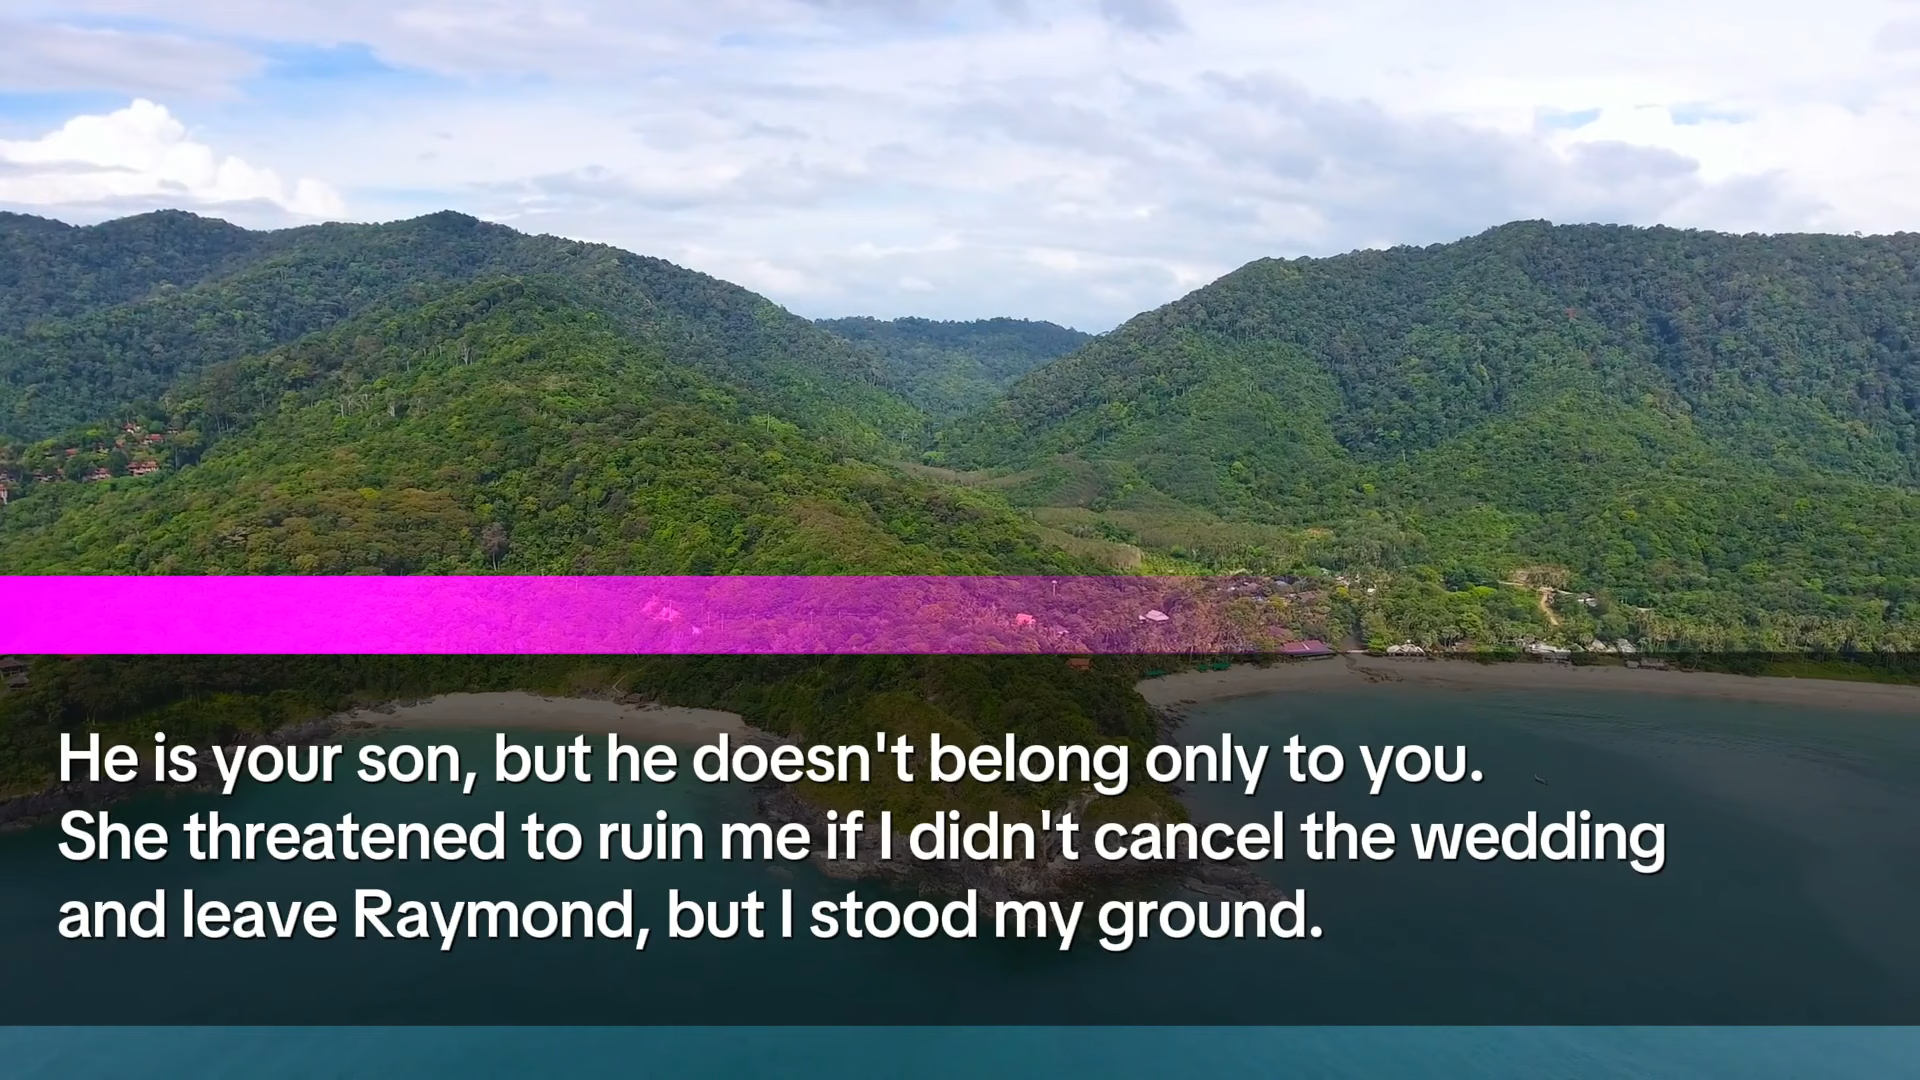 He is your son, but he doesn't belong only to you.
She threatened to ruin me if I didn't cancel the wedding
and leave Raymond, but I stood my ground.